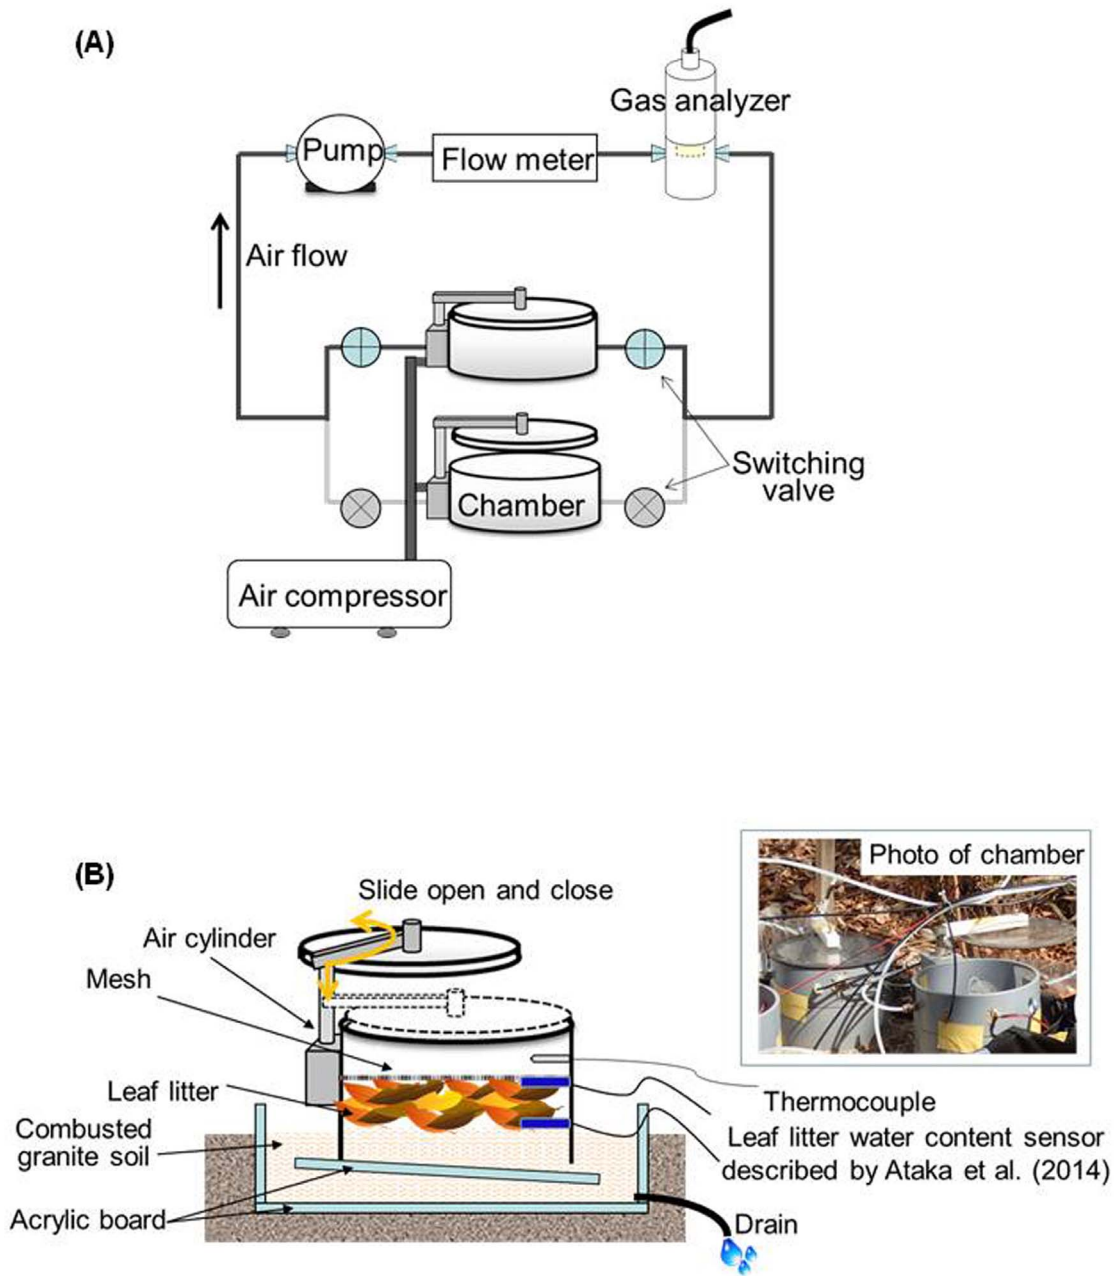 (A)
Gas analyzer
Pump
Flow meter
Air flow
Switching
valve
Chamber
Air compressor
(B)
Photo of chamber
Slide open and close
Air cylinder
Mesh
Leaf litter
Thermocouple
Combusted
granite soil
Leaf litter water content sensor
described by Ataka et al. (2014)
Acrylic board
Drain